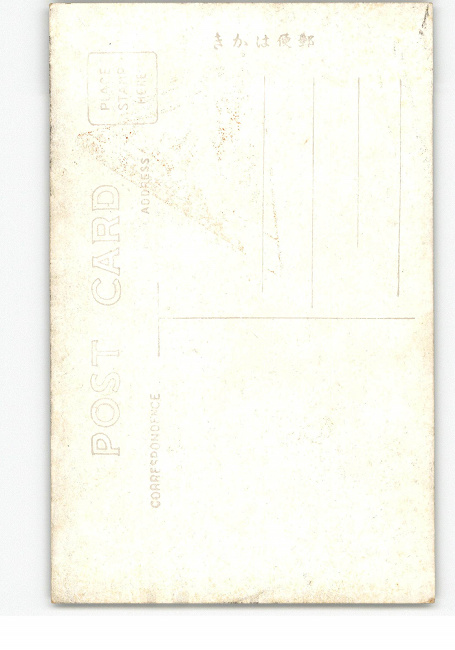 きかは便郵
PLACE
STAMP
HERE
POST CARD
ADDRESS
CORRESPONDENCE